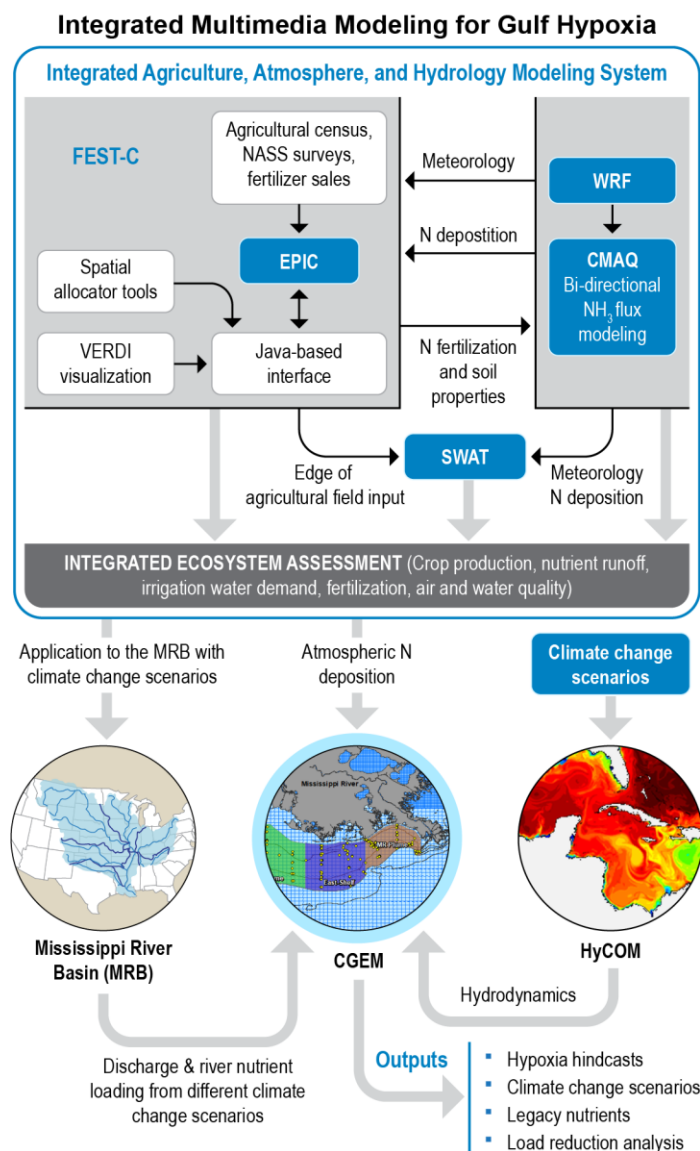 Integrated Multimedia Modeling for Gulf Hypoxia
Integrated Agriculture, Atmosphere, and Hydrology Modeling System
FEST-C
Agricultural census,
NASS surveys,
fertilizer sales
EPIC
Spatial
allocator tools
VERDI
visualization
Java-based
interface
Meteorology
N depostition
N fertilization
and soil
properties
WRF
CMAQ
Bi-directional
NH3 flux
modeling
SWAT
Edge of
agricultural field input
Meteorology
N deposition
INTEGRATED ECOSYSTEM ASSESSMENT (Crop production, nutrient runoff,
irrigation water demand, fertilization, air and water quality)
Application to the MRB with
climate change scenarios
Atmospheric N
deposition
Climate change
scenarios
Mississippi River
East-Shelf
Mississippi River
Basin (MRB)
CGEM
HyCOM
Hydrodynamics
Discharge & river nutrient
loading from different climate
change scenarios
Outputs
▪ Hypoxia hindcasts
▪ Climate change scenarios
▪ Legacy nutrients
▪ Load reduction analysis